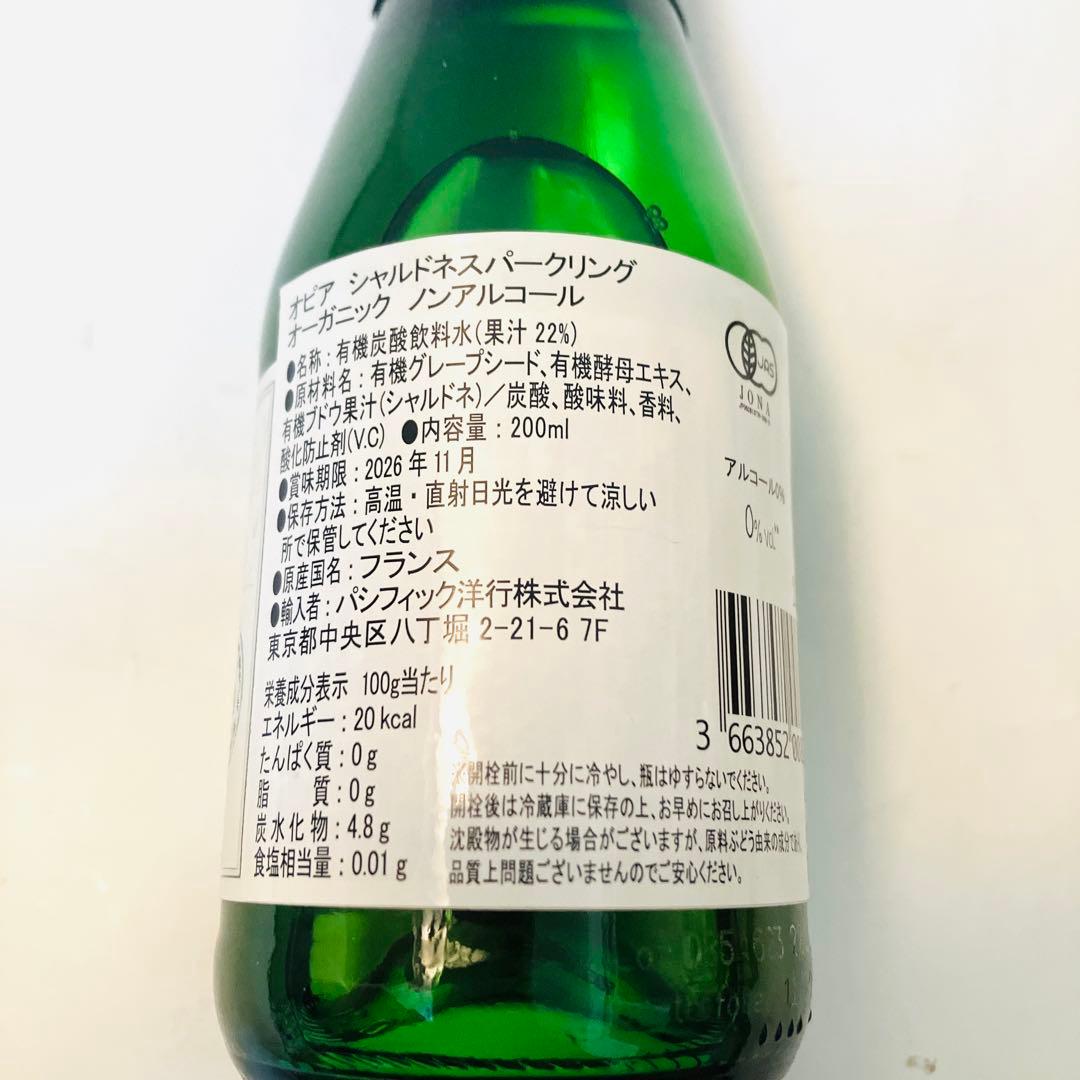 オピア シャルドネスパークリング
オーガニック ノンアルコール
●名称：有機炭酸飲料水(果汁22%)
●原材料名：有機グレープシード、有機酵母エキス、
有機ブドウ果汁(シャルドネ)／炭酸、酸味料、香料、
酸化防止剤(V.C) ●内容量：200ml
●賞味期限：2026年11月
●保存方法：高温・直射日光を避けて涼しい
所で保管してください
●原産国名：フランス
●輸入者：パシフィック洋行株式会社
東京都中央区八丁堀 2-21-6 7F
栄養成分表示 100g当たり
エネルギー：20kcal
たんぱく質：0g
脂　質：0g
炭水化物：4.8g
食塩相当量：0.01g
JAS
JONA
アルコール0%
0% vol.
3 663852
※開栓前に十分に冷やし、瓶はゆすらないでください。
開栓後は冷蔵庫に保存の上、お早めにお召し上がりください。
沈殿物が生じる場合がございますが、原料ぶどう由来の成分で
品質上問題ございませんのでご安心ください。